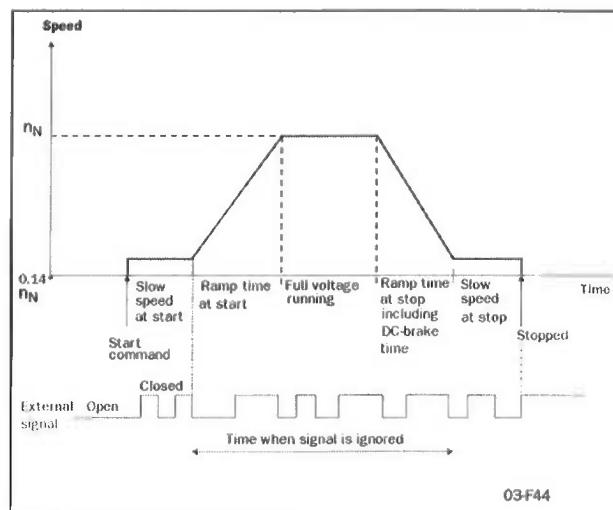 Speed
nN
0.14
nN
Slow speed at start
Ramp time at start
Full voltage running
Ramp time at stop including DC-brake time
Slow speed at stop
Time
Start command
Stopped
Closed
External signal
Open
Time when signal is ignored
03-F44